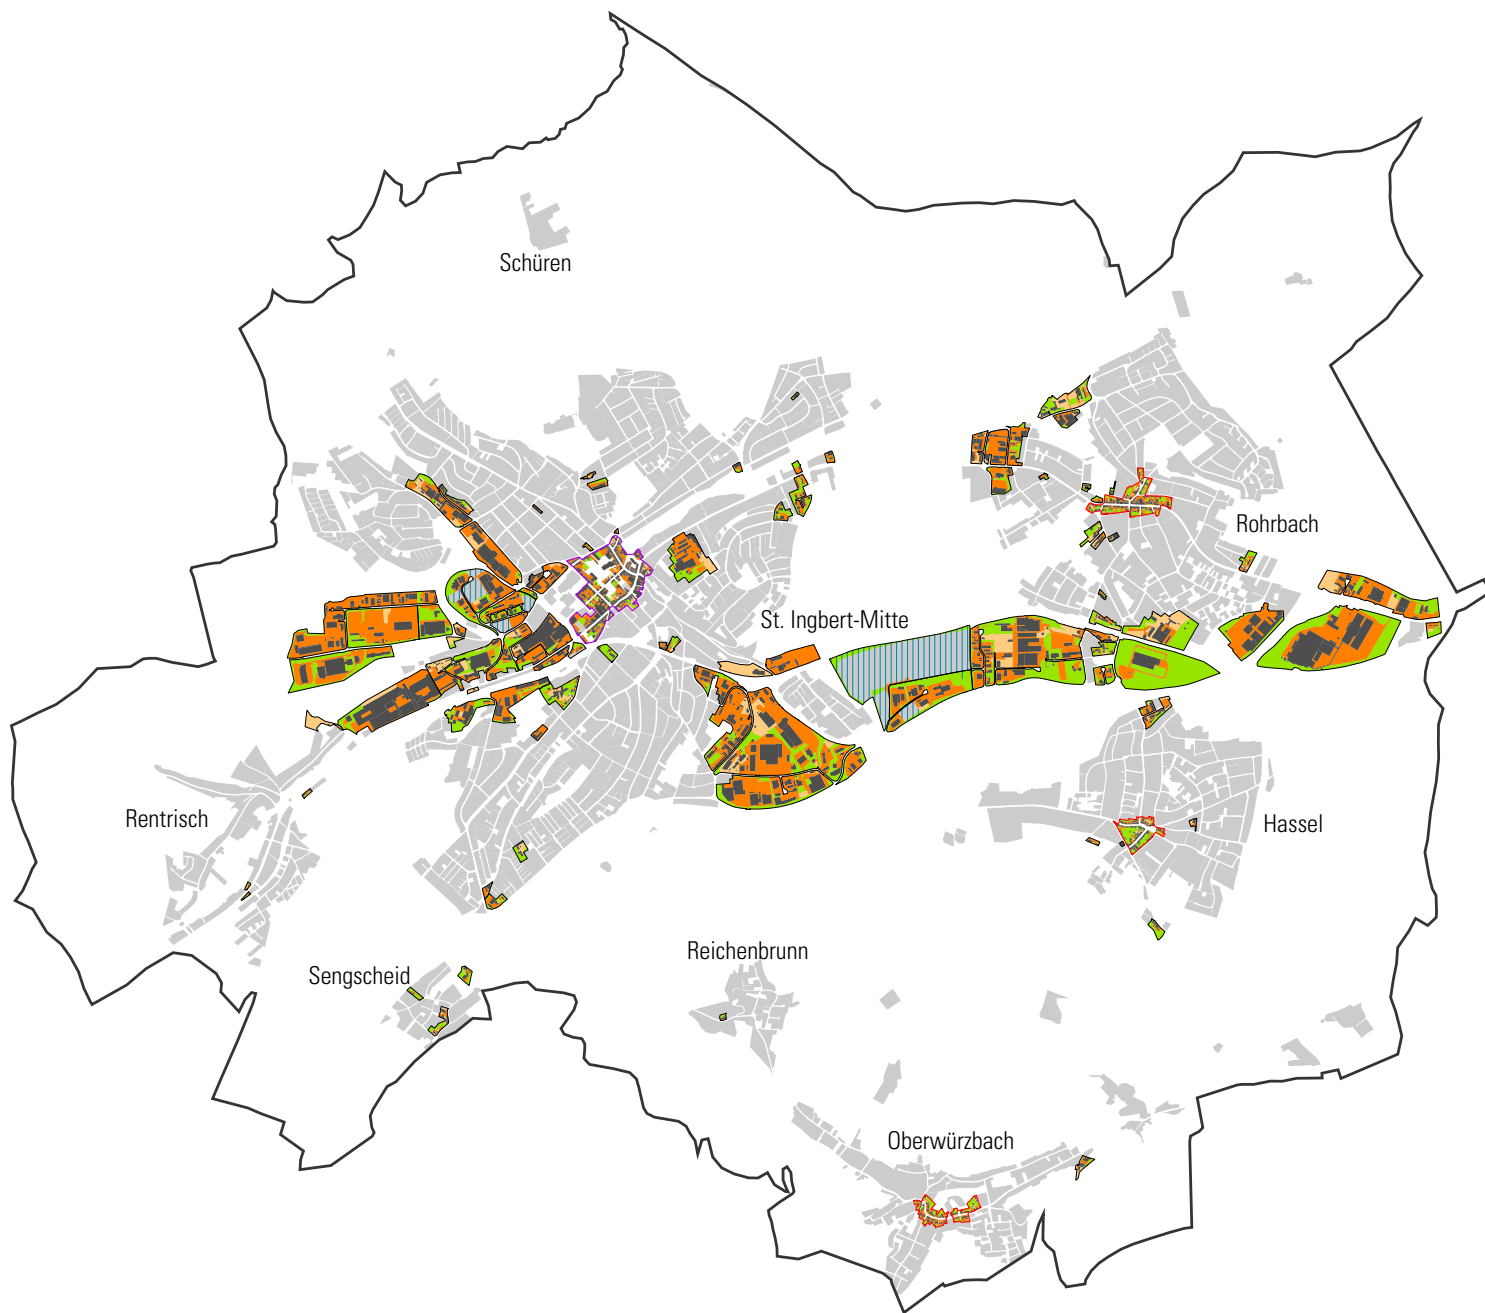 Schüren
Rohrbach
St. Ingbert-Mitte
Rentrisch
Hassel
Reichenbrunn
Sengscheid
Oberwürzbach